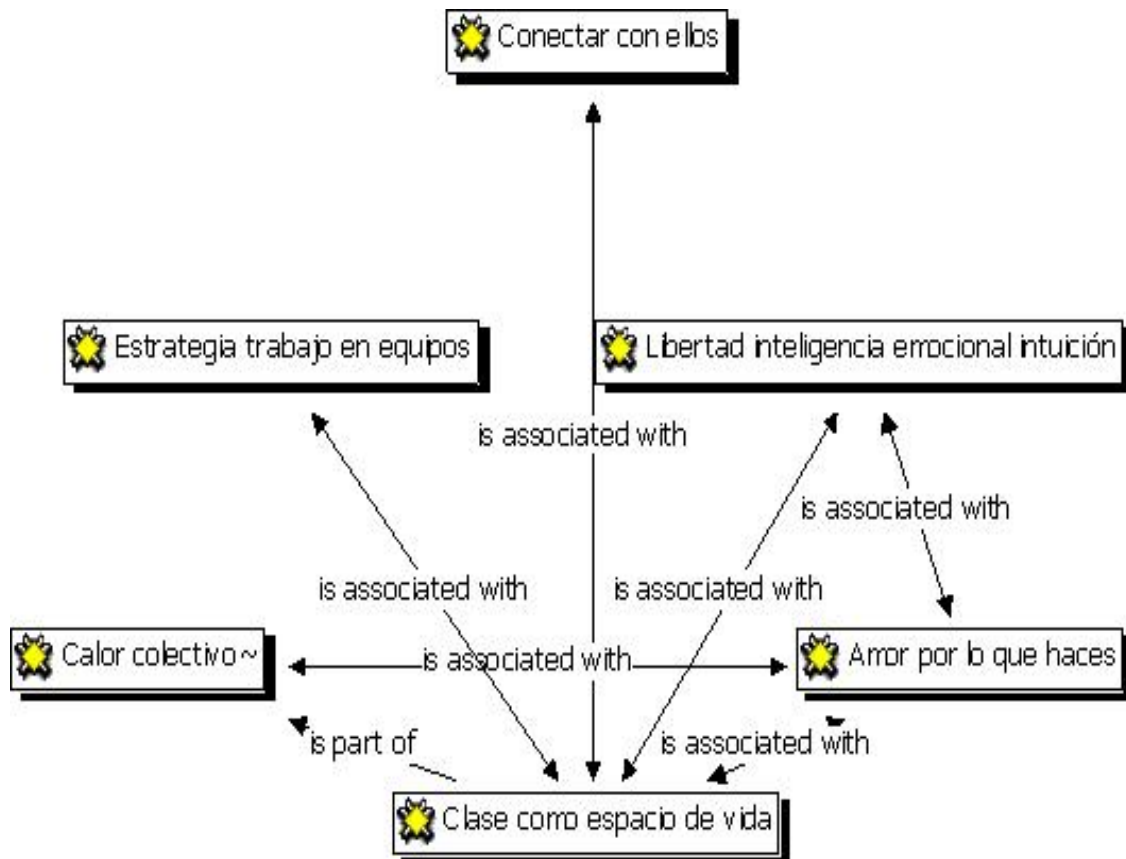 Conectar con ellos
Estrategia trabajo en equipos
Libertad inteligencia emocional intuición
is associated with
is associated with
is associated with
is associated with
Calor colectivo ~
is associated with
Amor por lo que haces
is part of
is associated with
Clase como espacio de vida